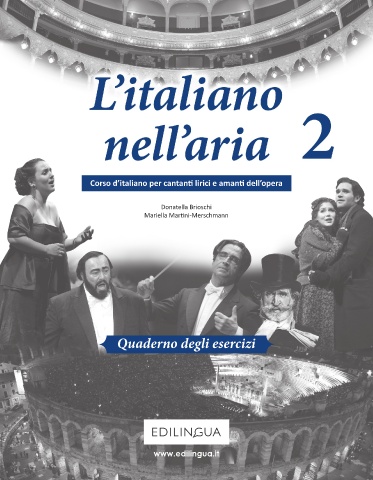 L'italiano
nell'aria 2
Corso d'italiano per cantanti lirici e amanti dell'opera
Donatella Brioschi
Mariella Martini-Merschmann
Quaderno degli esercizi
EDILINGUA
www.edilingua.it